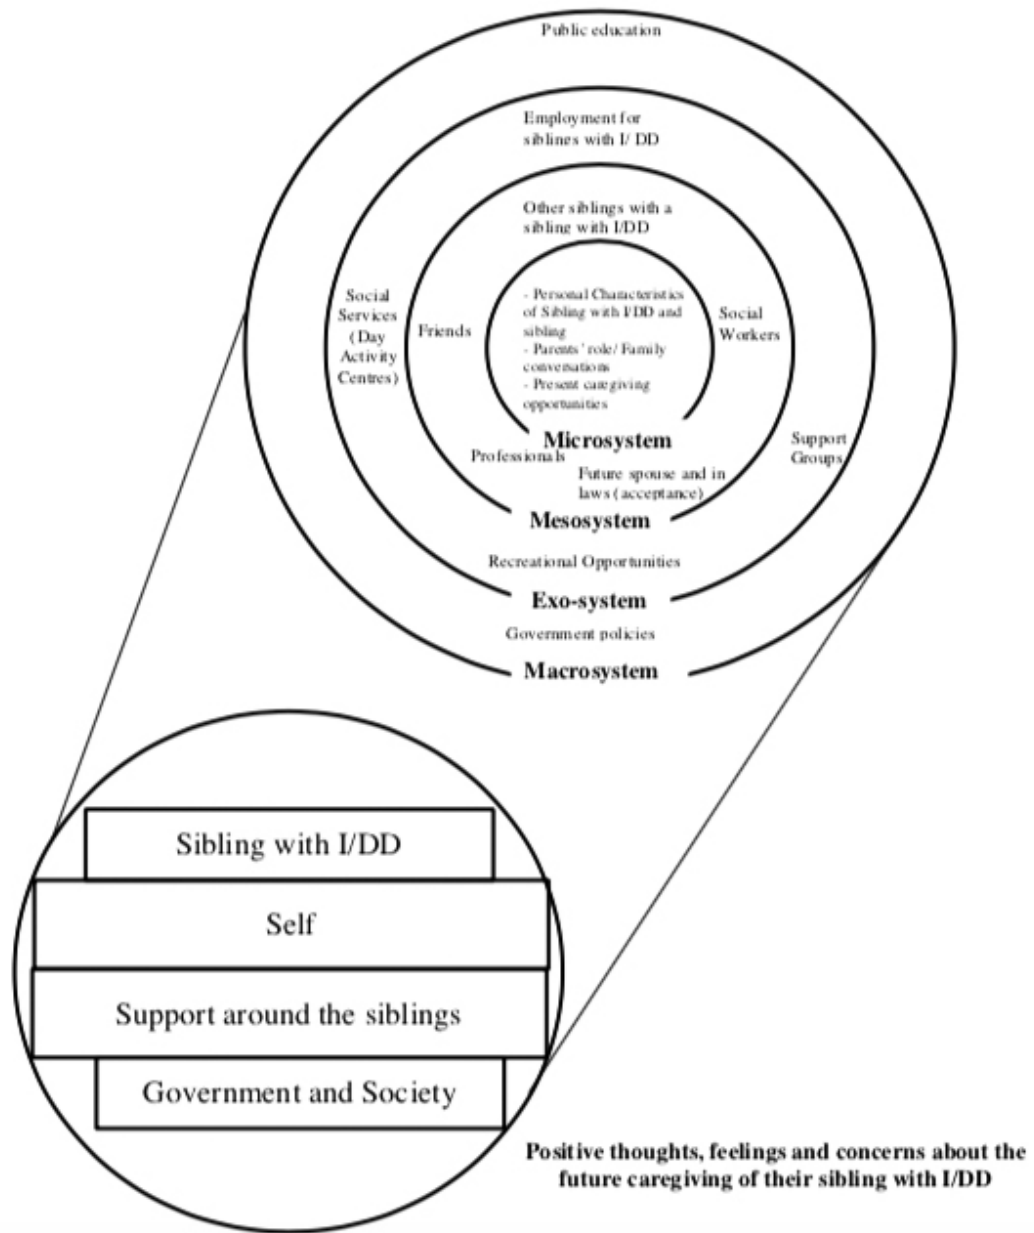 Public education
Employment for
siblines with I/ DD
Other siblings with a
sibling with I/DD
Social
Services
(Day
Activity
Centres)
Friends
- Personal Characteristics
of Sibling with I/DD and
sibling
- Parents' role/ Family
conversations
- Present caregiving
opportunities
Social
Workers
Microsystem
Professionals
Future spouse and in
laws (acceptance)
Support
Groups
Mesosystem
Recreational Opportunities
Exo-system
Government policies
Macrosystem
Sibling with I/DD
Self
Support around the siblings
Government and Society
Positive thoughts, feelings and concerns about the
future caregiving of their sibling with I/DD